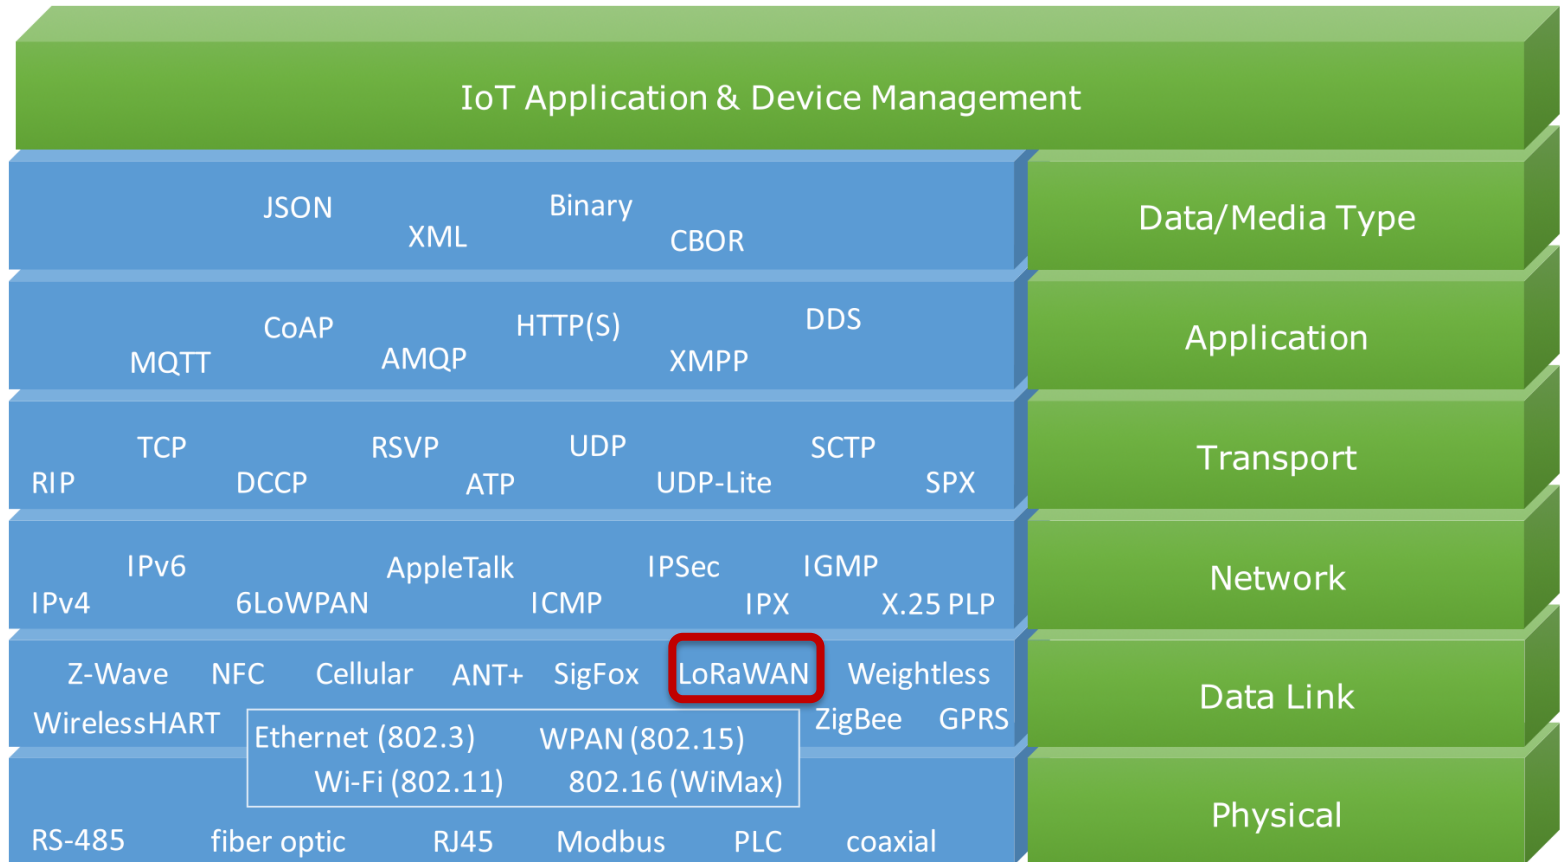 IoT Application & Device Management
JSON Binary
XML CBOR
Data/Media Type
CoAP HTTP(S) DDS
MQTT AMQP XMPP
Application
TCP RSVP UDP SCTP
RIP DCCP ATP UDP-Lite SPX
Transport
IPv6 AppleTalk IPSec IGMP
IPv4 6LoWPAN ICMP IPX X.25 PLP
Network
Z-Wave NFC Cellular ANT+ SigFox LoRaWAN Weightless
WirelessHART ZigBee GPRS
Data Link
Ethernet (802.3) WPAN (802.15)
Wi-Fi (802.11) 802.16 (WiMax)
RS-485 fiber optic RJ45 Modbus PLC coaxial
Physical